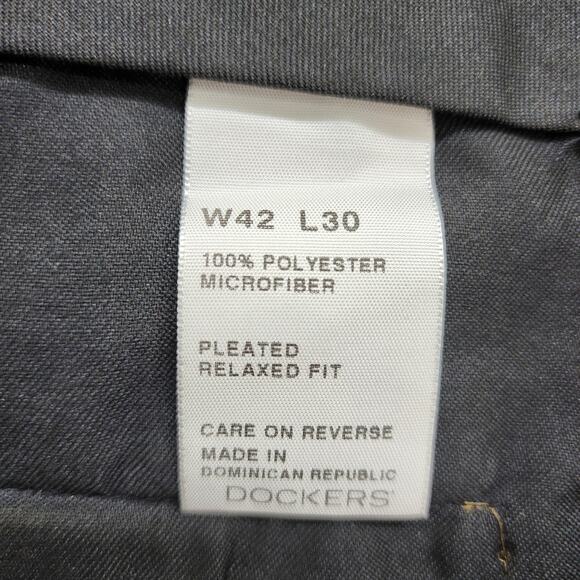 W42 L30
100% POLYESTER
MICROFIBER
PLEATED
RELAXED FIT
CARE ON REVERSE
MADE IN
DOMINICAN REPUBLIC
DOCKERS®